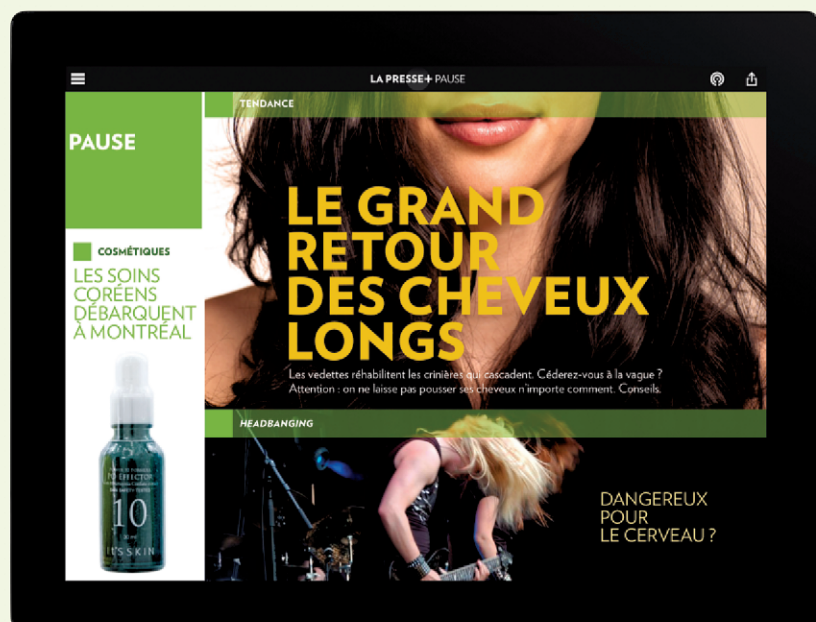 LA PRESSE+ PAUSE
PAUSE
TENDANCE
LE GRAND
RETOUR
DES CHEVEUX
LONGS
Les vedettes réhabilitent les crinières qui cascadent. Céderez-vous à la vague ?
Attention : on ne laisse pas pousser ses cheveux n'importe comment. Conseils.
COSMÉTIQUES
LES SOINS
CORÉENS
DÉBARQUENT
À MONTRÉAL
PO EFFECTOR
10
IT'S SKIN
HEADBANGING
DANGEREUX
POUR
LE CERVEAU ?